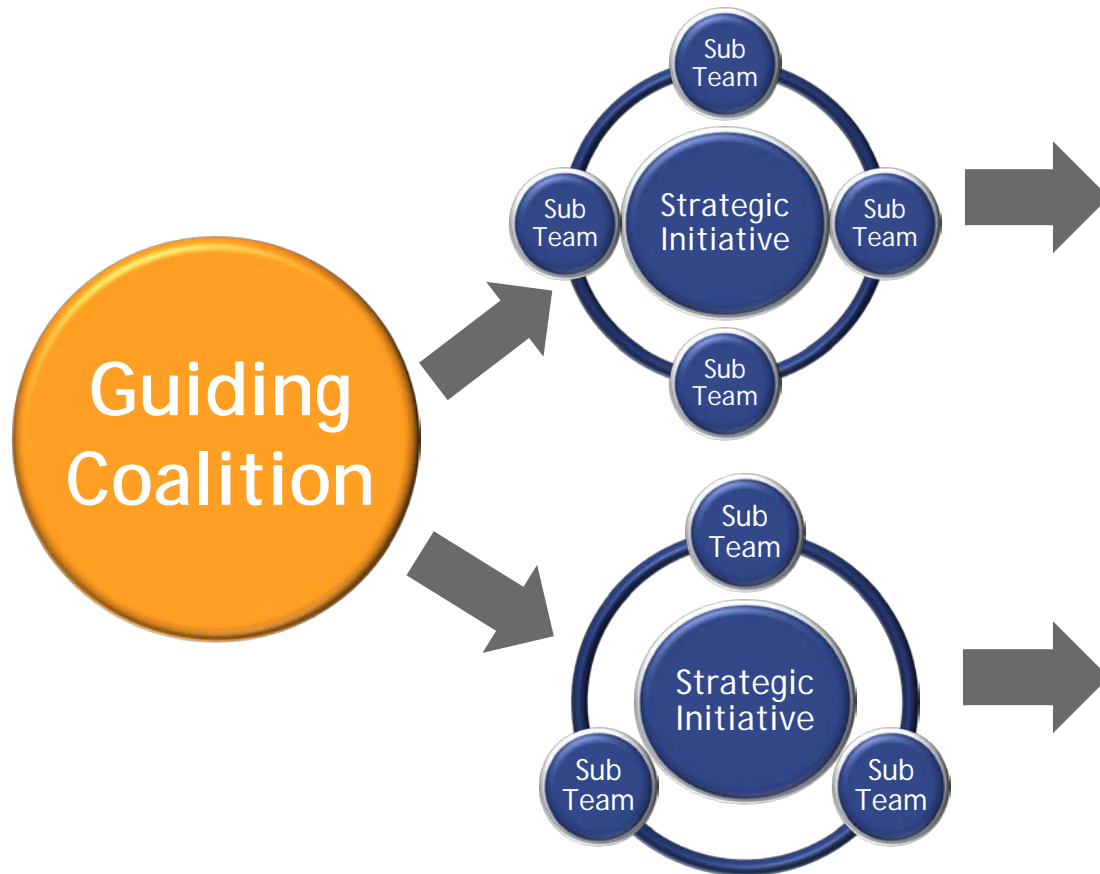 Guiding
Coalition
Sub
Team
Sub
Team
Strategic
Initiative
Sub
Team
Sub
Team
Sub
Team
Strategic
Initiative
Sub
Team
Sub
Team